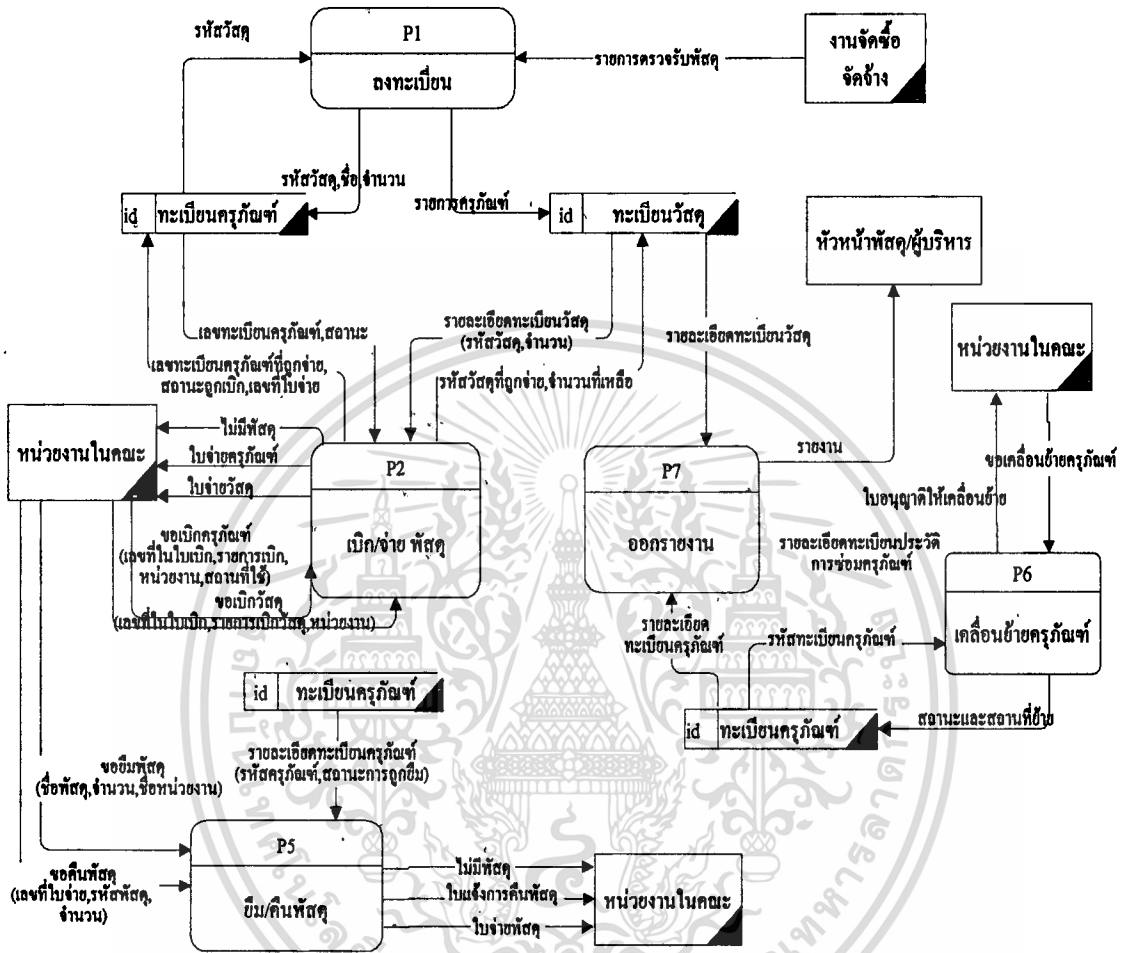 รหัสวัสดุ
P1
ลงทะเบียน
รายการตรวจรับพัสดุ
งานจัดซื้อ
จัดจ้าง
รหัสวัสดุ,ชื่อ,จำนวน
รายการครุภัณฑ์
id ทะเบียนครุภัณฑ์
id ทะเบียนวัสดุ
หัวหน้าพัสดุ/ผู้บริหาร
เลขทะเบียนครุภัณฑ์,สถานะ
รายละเอียดทะเบียนวัสดุ
(รหัสวัสดุ,จำนวน)
รายละเอียดทะเบียนวัสดุ
หน่วยงานในคณะ
เลขทะเบียนครุภัณฑ์ที่ถูกจ่าย,
สถานะถูกเบิก,เลขที่ใบจ่าย
รหัสวัสดุที่ถูกจ่าย,จำนวนที่เหลือ
หน่วยงานในคณะ
ไม่มีพัสดุ
ใบจ่ายครุภัณฑ์
ใบจ่ายวัสดุ
P2
เบิก/จ่าย พัสดุ
P7
ออกรายงาน
รายงาน
ขอเคลื่อนย้ายครุภัณฑ์
ใบอนุญาติให้เคลื่อนย้าย
ขอเบิกครุภัณฑ์
(เลขที่ในใบเบิก,รายการเบิก,
หน่วยงาน,สถานที่ใช้)
ขอเบิกวัสดุ
(เลขที่ในใบเบิก,รายการเบิกวัสดุ,หน่วยงาน)
รายละเอียดทะเบียนประวัติ
การซ่อมครุภัณฑ์
P6
เคลื่อนย้ายครุภัณฑ์
รายละเอียด
ทะเบียนครุภัณฑ์
รหัสทะเบียนครุภัณฑ์
id ทะเบียนครุภัณฑ์
id ทะเบียนครุภัณฑ์
สถานะและสถานที่ย้าย
รายละเอียดทะเบียนครุภัณฑ์
(รหัสครุภัณฑ์,สถานะการถูกยืม)
ขอยืมพัสดุ
(ชื่อพัสดุ,จำนวน,ชื่อหน่วยงาน)
P5
ยืม/คืนพัสดุ
ขอคืนพัสดุ
(เลขที่ใบจ่าย,รหัสพัสดุ,
จำนวน)
ไม่มีพัสดุ
ใบแจ้งการคืนพัสดุ
ใบจ่ายพัสดุ
หน่วยงานในคณะ